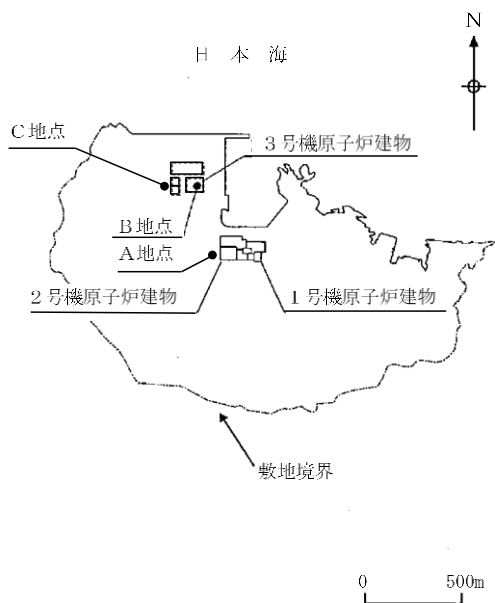 N
日 本 海
C地点
3号機原子炉建物
B地点
A地点
2号機原子炉建物
1号機原子炉建物
敷地境界
0 500m